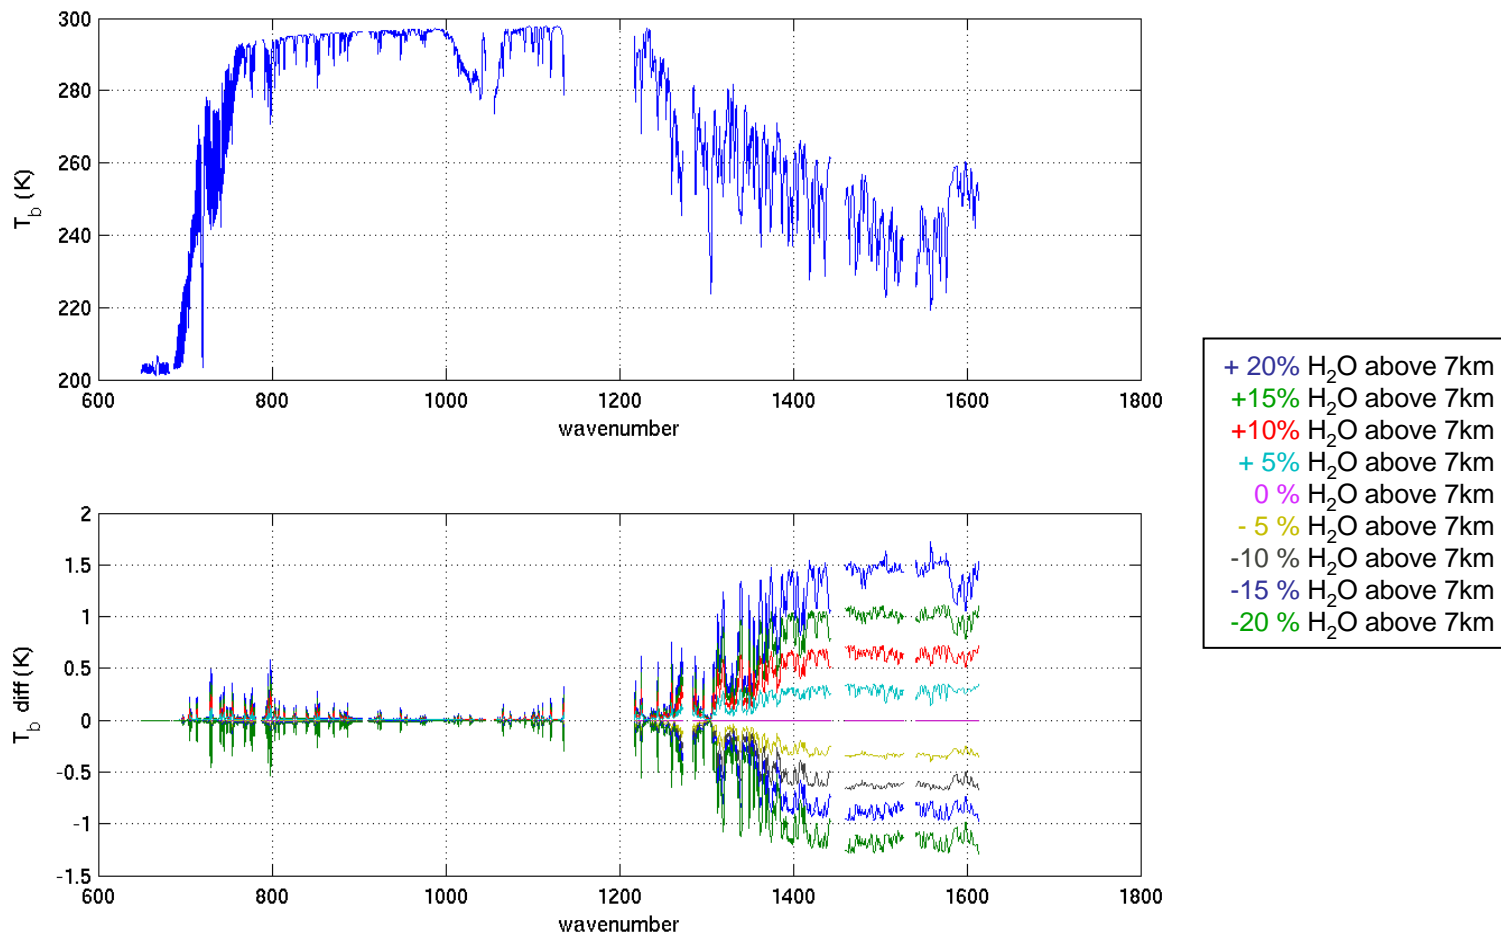 300
280
260
240
220
200
T_b (K)
600 800 1000 1200 1400 1600 1800
wavenumber
+ 20% H₂O above 7km
+15% H₂O above 7km
+10% H₂O above 7km
+ 5% H₂O above 7km
0 % H₂O above 7km
- 5 % H₂O above 7km
-10 % H₂O above 7km
-15 % H₂O above 7km
-20 % H₂O above 7km
2
1.5
1
0.5
0
-0.5
-1
-1.5
T_b diff (K)
600 800 1000 1200 1400 1600 1800
wavenumber